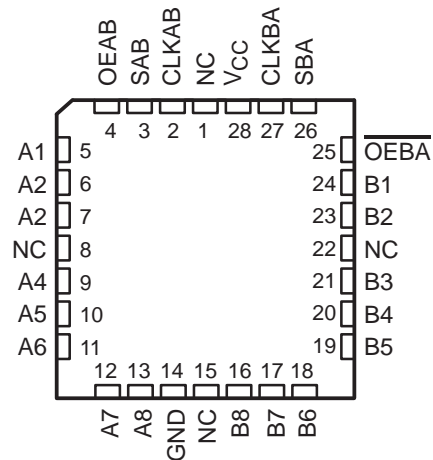 OEAB SAB CLKAB NC VCC CLKBA SBA
4 3 2 1 28 27 26
A1 5 25 OEBA
A2 6 24 B1
A2 7 23 B2
NC 8 22 NC
A4 9 21 B3
A5 10 20 B4
A6 11 19 B5
12 13 14 15 16 17 18
A7 A8 GND NC B8 B7 B6